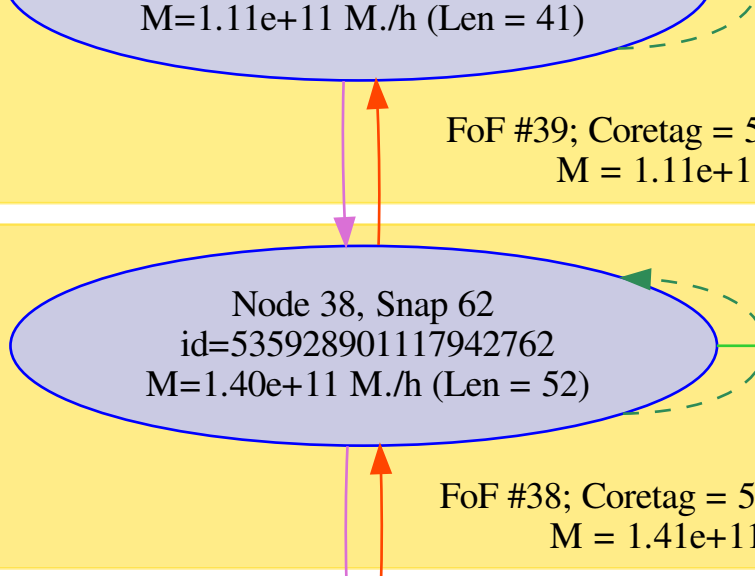 M=1.11e+11 M./h (Len = 41)
FoF #39; Coretag = 5
M = 1.11e+1
Node 38, Snap 62
id=535928901117942762
M=1.40e+11 M./h (Len = 52)
FoF #38; Coretag = 5
M = 1.41e+11